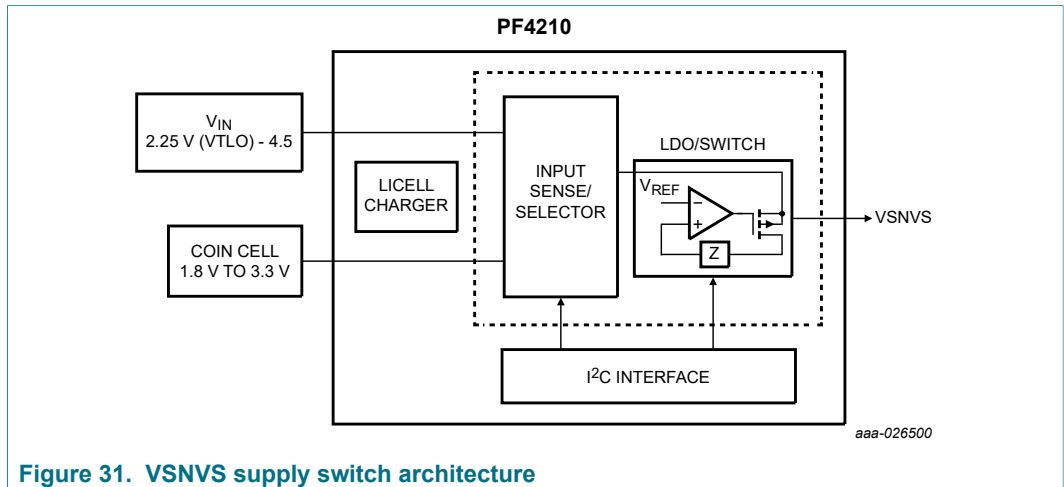 PF4210
VIN
2.25 V (VTLO) - 4.5
LICELL
CHARGER
COIN CELL
1.8 V TO 3.3 V
INPUT
SENSE/
SELECTOR
LDO/SWITCH
VREF
−
+
Z
VSNVS
I2C INTERFACE
aaa-026500
Figure 31. VSNVS supply switch architecture